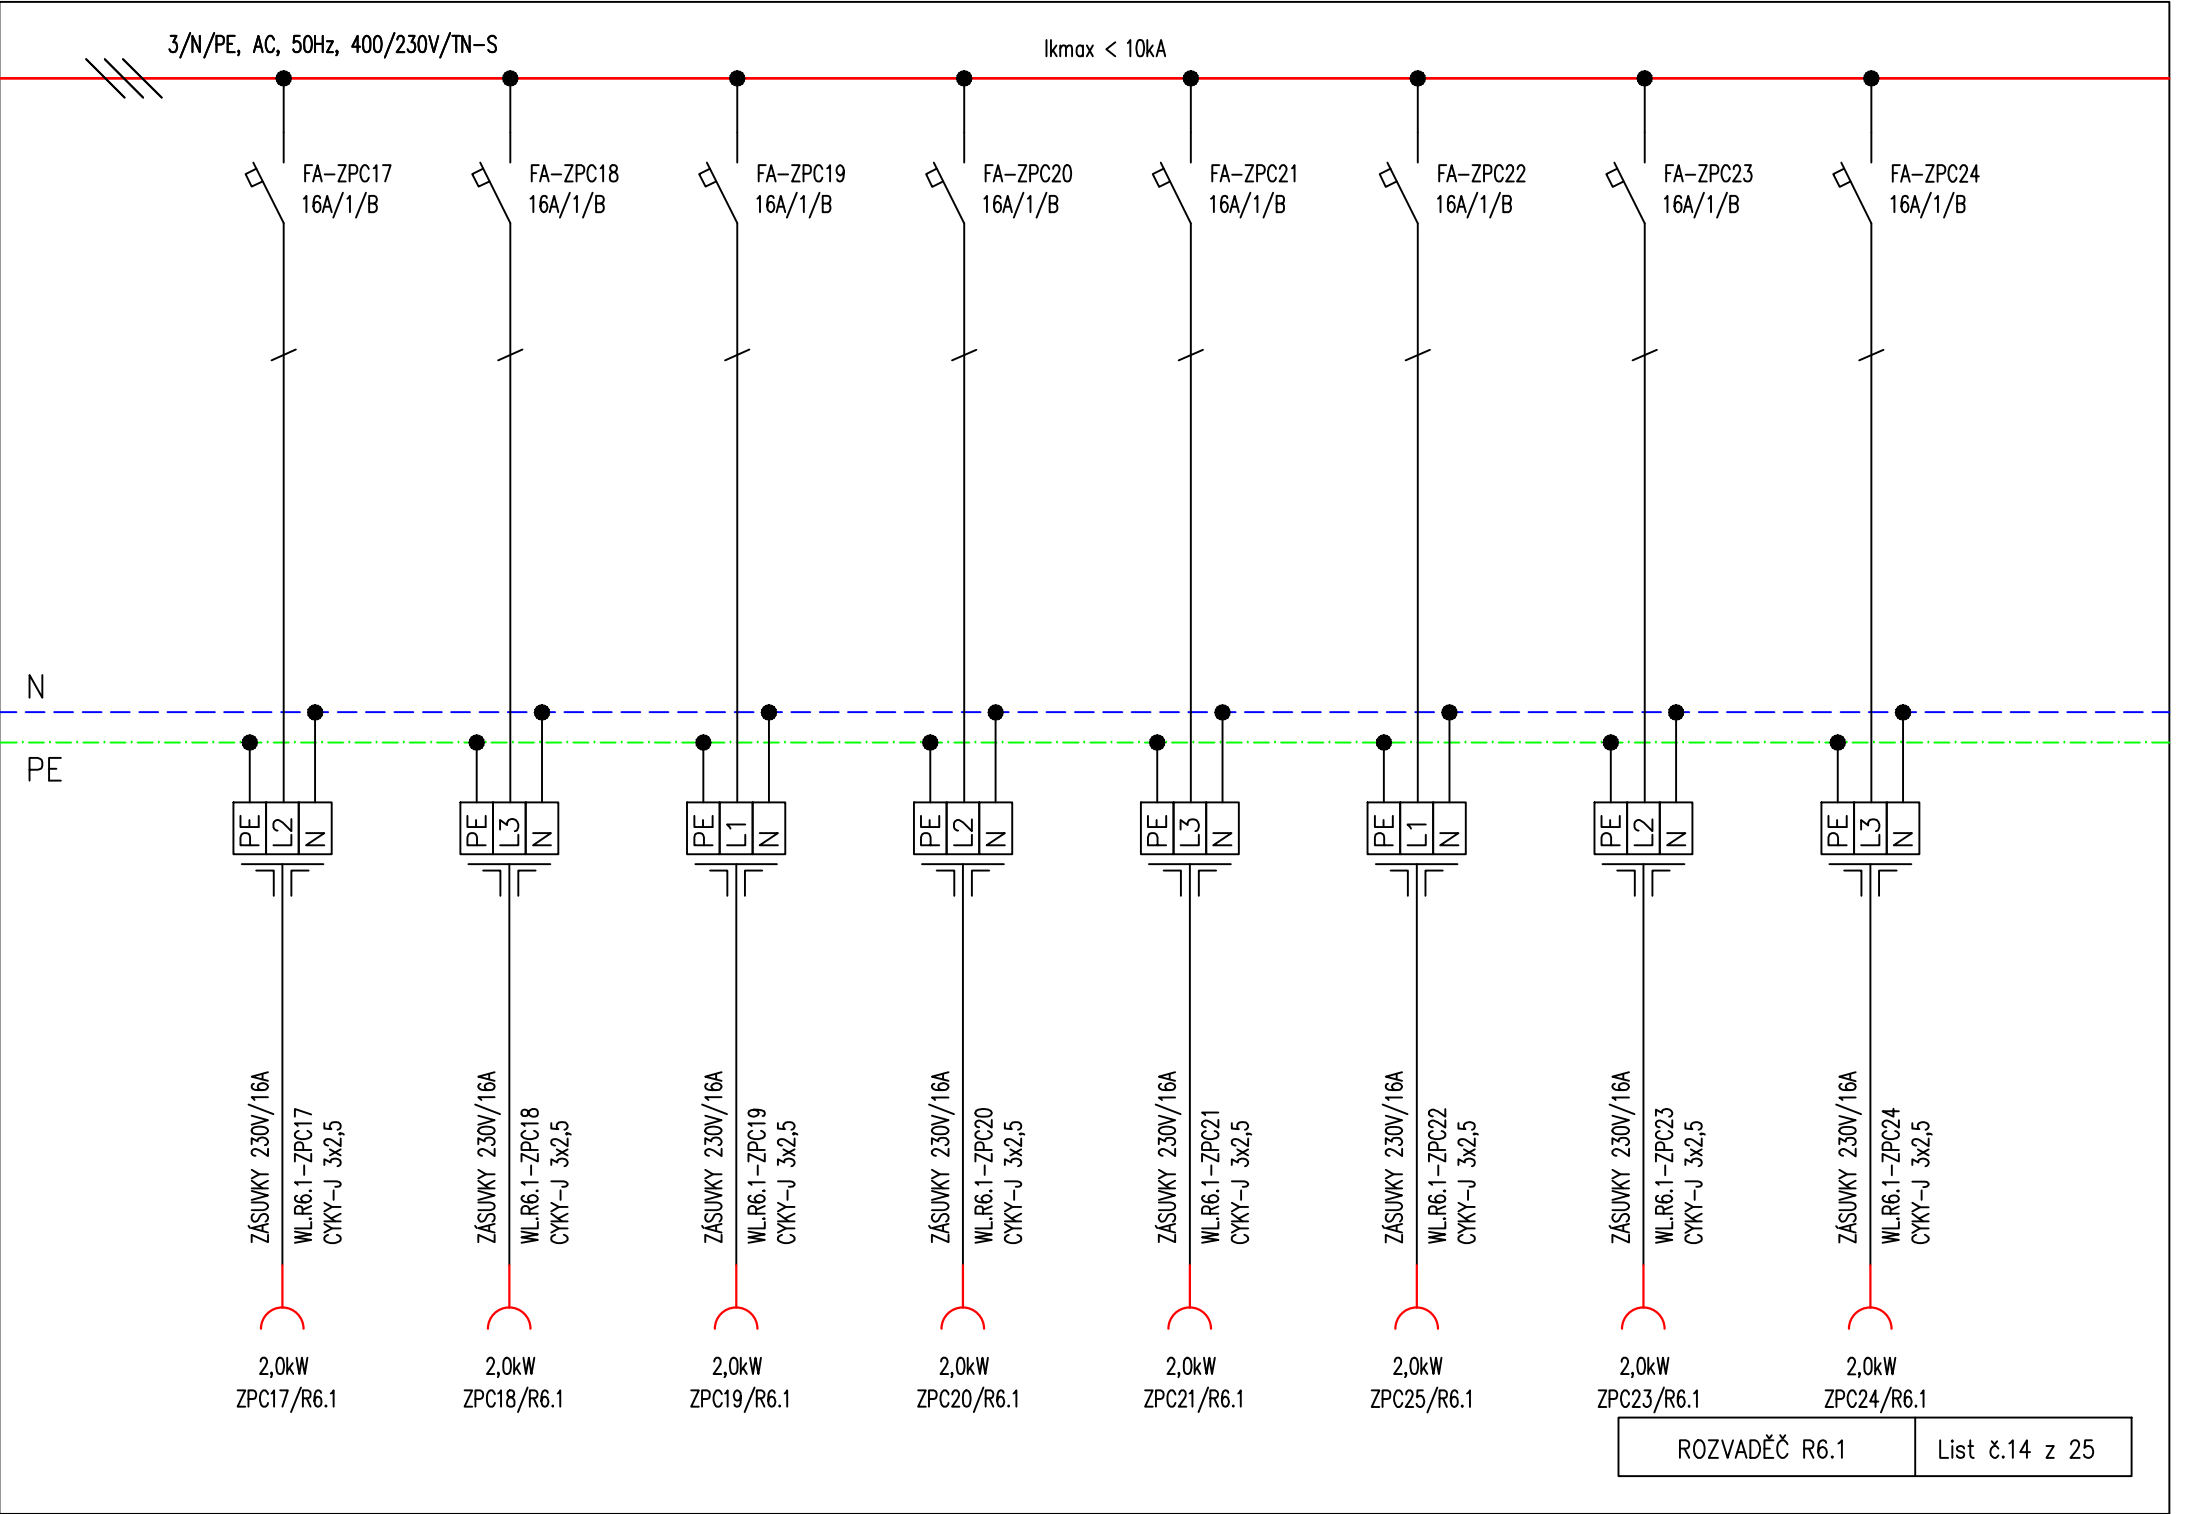 3/N/PE, AC, 50Hz, 400/230V/TN-S
Ikmax < 10kA
FA-ZPC17
16A/1/B
FA-ZPC18
16A/1/B
FA-ZPC19
16A/1/B
FA-ZPC20
16A/1/B
FA-ZPC21
16A/1/B
FA-ZPC22
16A/1/B
FA-ZPC23
16A/1/B
FA-ZPC24
16A/1/B
N
PE
PE L2 N
PE L3 N
PE L1 N
PE L2 N
PE L3 N
PE L1 N
PE L2 N
PE L3 N
ZÁSUVKY 230V/16A
WL.R6.1-ZPC17
CYKY-J 3x2,5
ZÁSUVKY 230V/16A
WL.R6.1-ZPC18
CYKY-J 3x2,5
ZÁSUVKY 230V/16A
WL.R6.1-ZPC19
CYKY-J 3x2,5
ZÁSUVKY 230V/16A
WL.R6.1-ZPC20
CYKY-J 3x2,5
ZÁSUVKY 230V/16A
WL.R6.1-ZPC21
CYKY-J 3x2,5
ZÁSUVKY 230V/16A
WL.R6.1-ZPC22
CYKY-J 3x2,5
ZÁSUVKY 230V/16A
WL.R6.1-ZPC23
CYKY-J 3x2,5
ZÁSUVKY 230V/16A
WL.R6.1-ZPC24
CYKY-J 3x2,5
2,0kW
ZPC17/R6.1
2,0kW
ZPC18/R6.1
2,0kW
ZPC19/R6.1
2,0kW
ZPC20/R6.1
2,0kW
ZPC21/R6.1
2,0kW
ZPC25/R6.1
2,0kW
ZPC23/R6.1
2,0kW
ZPC24/R6.1
ROZVADĚČ R6.1
List č.14 z 25